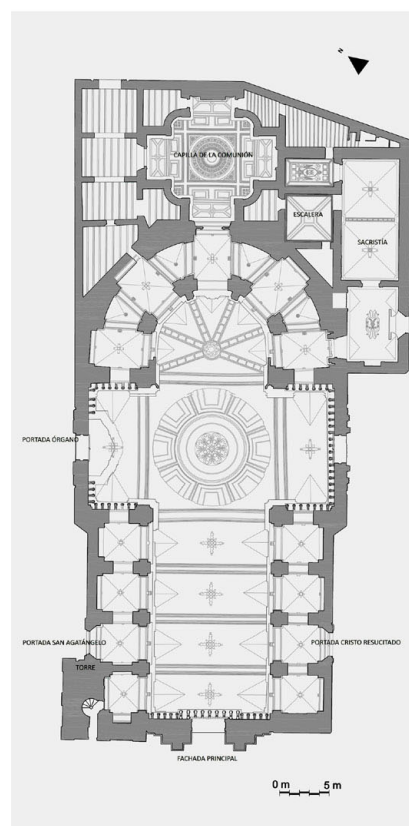 N
CAPILLA DE LA COMUNIÓN
ESCALERA
SACRISTÍA
PORTADA ÓRGANO
PORTADA SAN AGATÁNGELO
PORTADA CRISTO RESUCITADO
TORRE
FACHADA PRINCIPAL
0 m 5 m